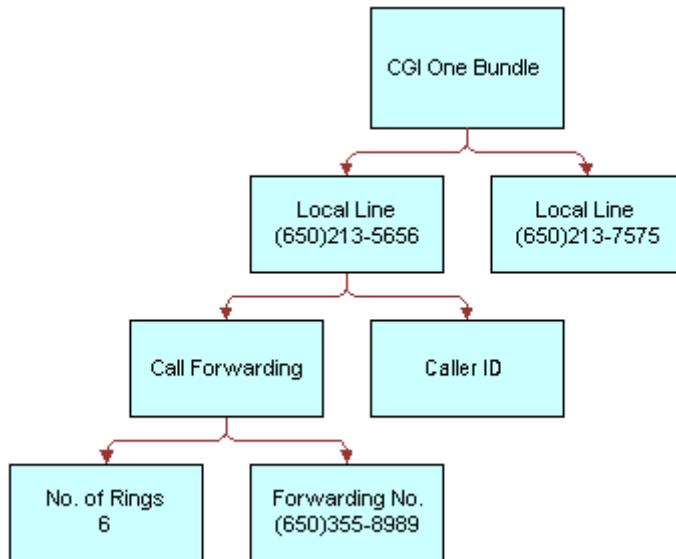 CGI One Bundle
Local Line
(650)213-5656
Local Line
(650)213-7575
Call Forwarding
Caller ID
No. of Rings
6
Forwarding No.
(650)355-8989